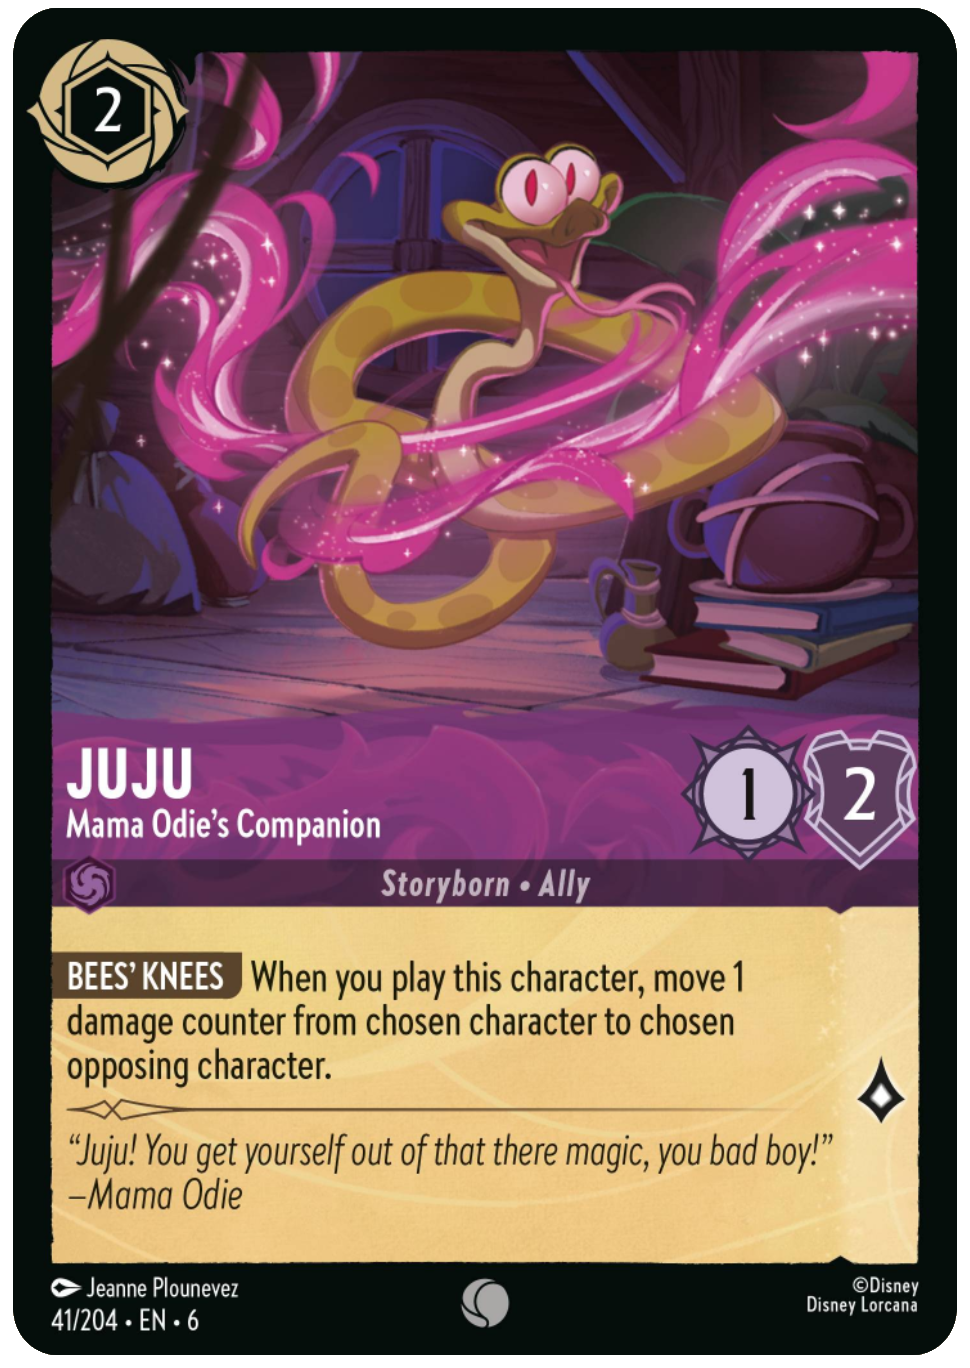 2
JUJU
Mama Odie's Companion
1
2
Storyborn • Ally
BEES' KNEES When you play this character, move 1
damage counter from chosen character to chosen
opposing character.
“Juju! You get yourself out of that there magic, you bad boy!”
–Mama Odie
Jeanne Plounevez
41/204 • EN • 6
©Disney
Disney Lorcana